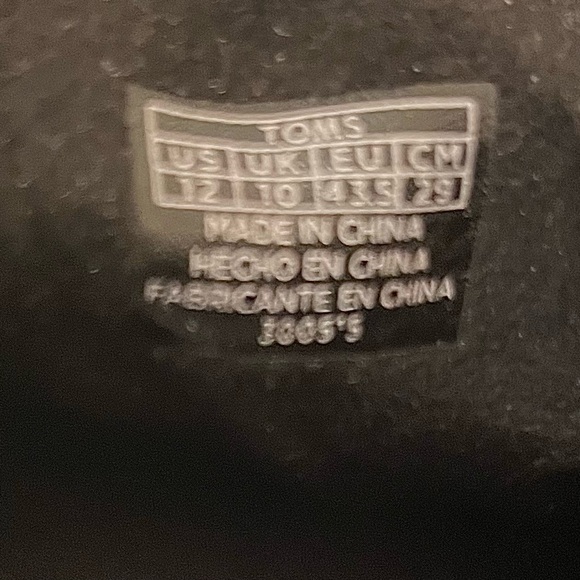 TOMS
US UK EU CM
12 10 43.5 29
MADE IN CHINA
HECHO EN CHINA
FABRICANTE EN CHINA